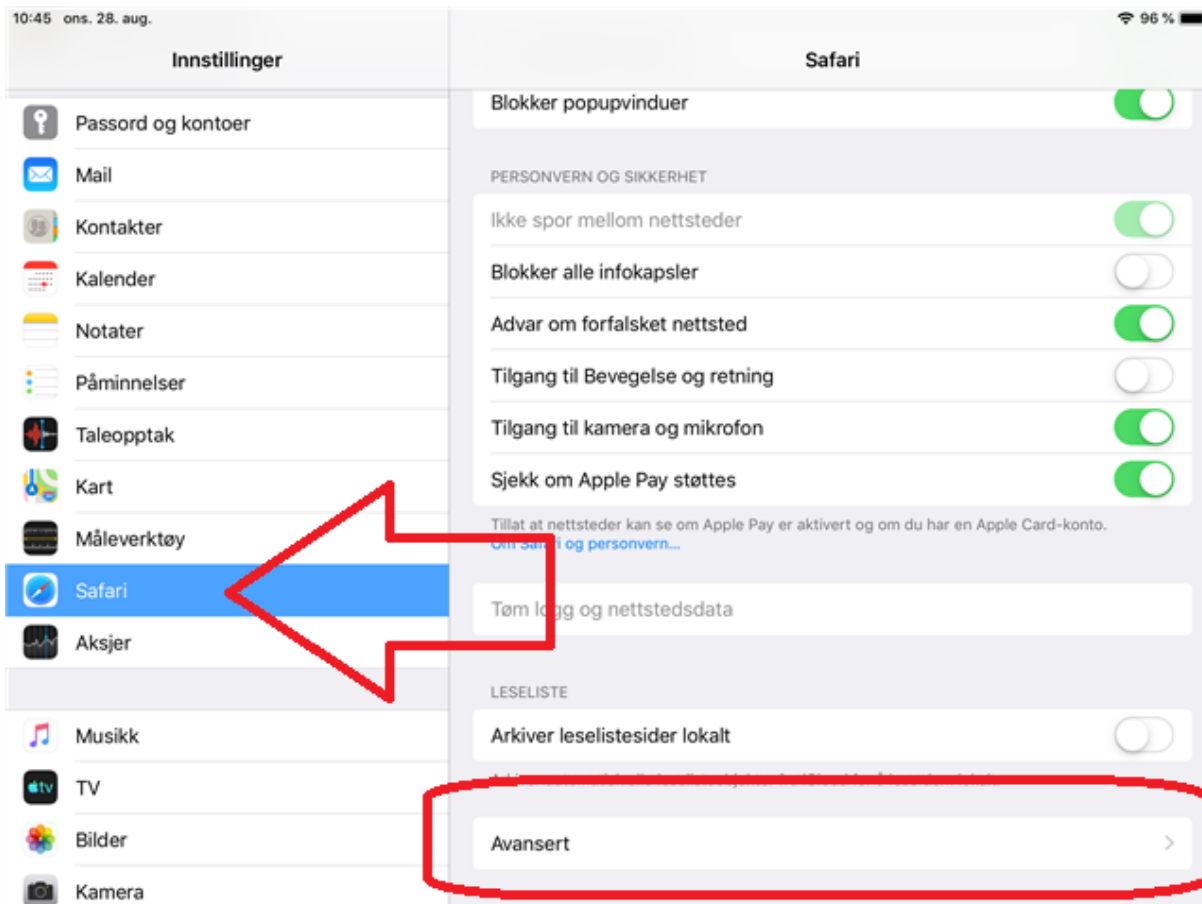 10:45 ons. 28. aug.
96 %
Innstillinger
Passord og kontoer
Mail
Kontakter
Kalender
Notater
Påminnelser
Taleopptak
Kart
Måleverktøy
Safari
Aksjer
Musikk
tv
TV
Bilder
Kamera
Safari
Blokker popupvinduer
PERSONVERN OG SIKKERHET
Ikke spor mellom nettsteder
Blokker alle infokapsler
Advar om forfalsket nettsted
Tilgang til Bevegelse og retning
Tilgang til kamera og mikrofon
Sjekk om Apple Pay støttes
Tillat at nettsteder kan se om Apple Pay er aktivert og om du har en Apple Card-konto.
Om Safari og personvern...
Tøm logg og nettstedsdata
LESELISTE
Arkiver leselistesider lokalt
Avansert